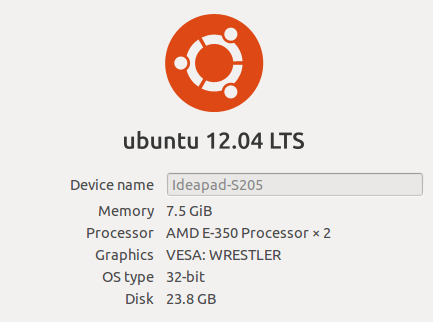 ubuntu 12.04 LTS
Device name Ideapad-S205
Memory 7.5 GiB
Processor AMD E-350 Processor × 2
Graphics VESA: WRESTLER
OS type 32-bit
Disk 23.8 GB